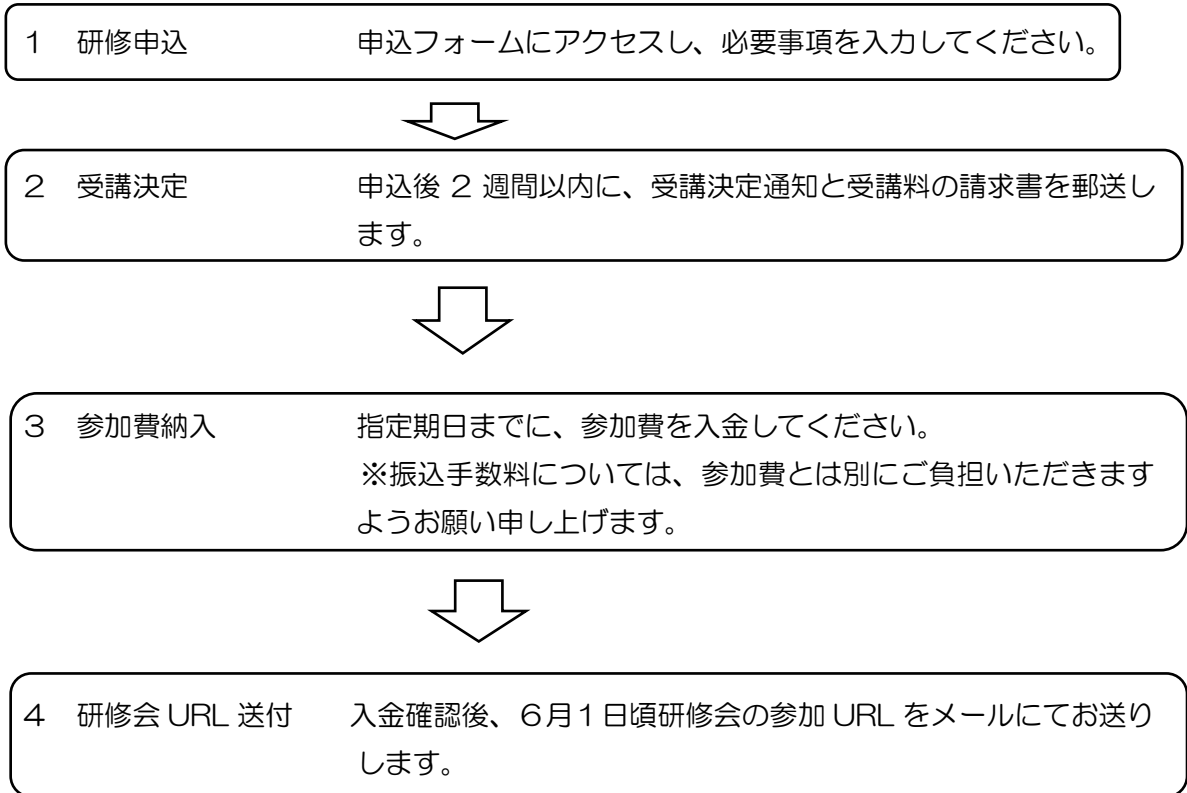 1 研修申込 申込フォームにアクセスし、必要事項を入力してください。
2 受講決定 申込後 2 週間以内に、受講決定通知と受講料の請求書を郵送し
ます。
3 参加費納入 指定期日までに、参加費を入金してください。
※振込手数料については、参加費とは別にご負担いただきます
ようお願い申し上げます。
4 研修会 URL 送付 入金確認後、6月1日頃研修会の参加 URL をメールにてお送り
します。